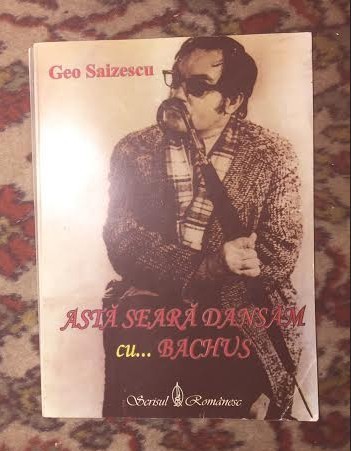 Geo Saizescu
ASTĂ SEARĂ DANSĂM
cu... BACHUS
Scrisul Românesc